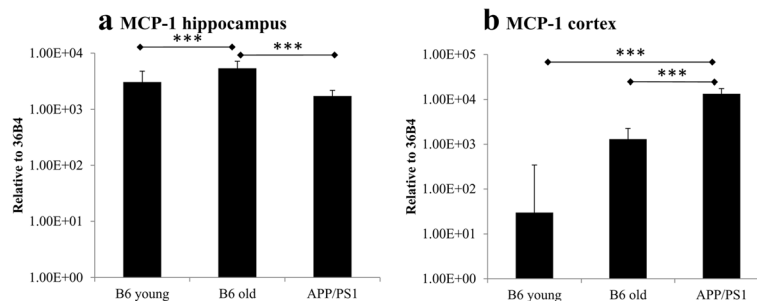 a MCP-1 hippocampus
*** ***
Relative to 36B4
1.00E+04
1.00E+03
1.00E+02
1.00E+01
1.00E+00
B6 young B6 old APP/PS1
b MCP-1 cortex
***
***
Relative to 36B4
1.00E+05
1.00E+04
1.00E+03
1.00E+02
1.00E+01
1.00E+00
B6 young B6 old APP/PS1